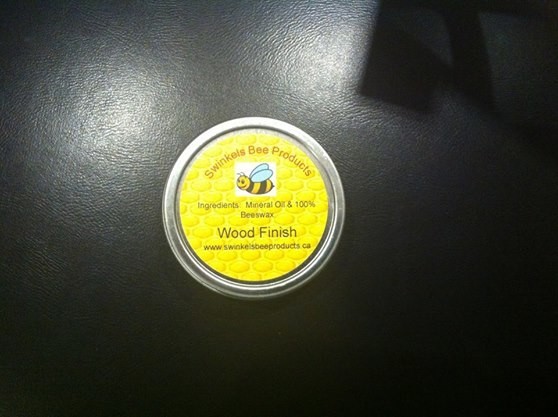 Swinkels Bee Products
Ingredients: Mineral Oil & 100%
Beeswax.
Wood Finish
www.swinkelsbeeproducts.ca